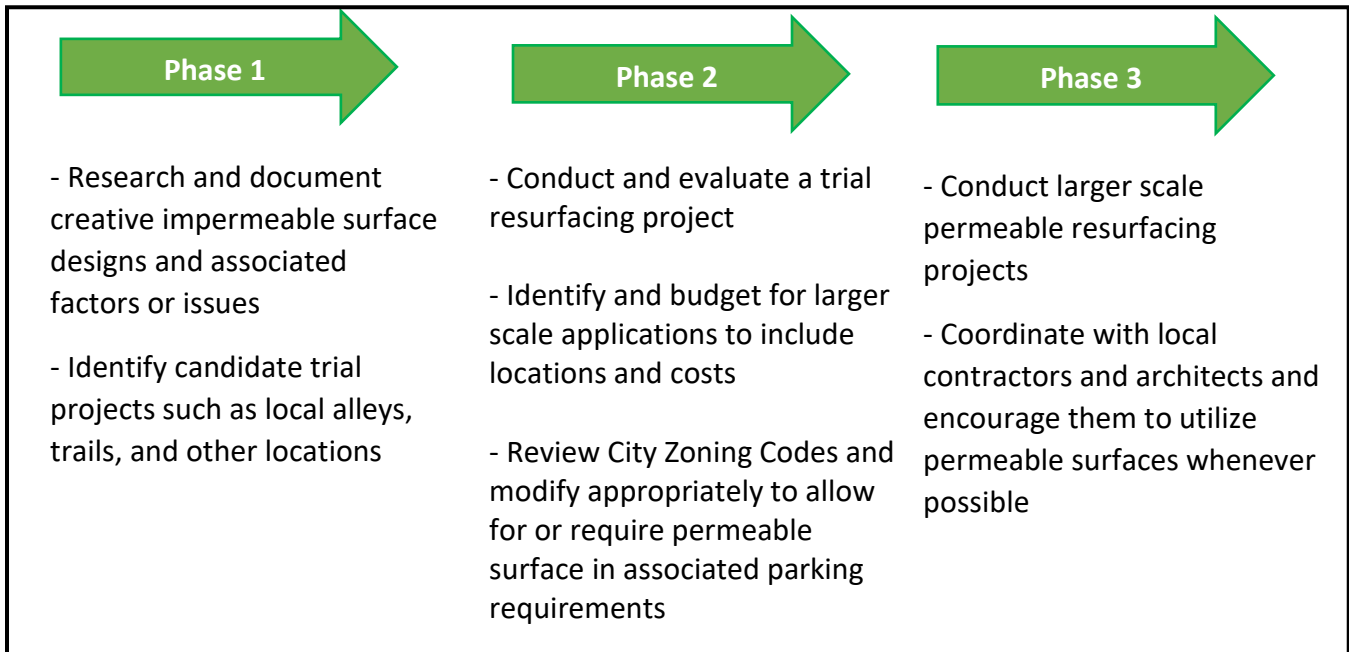 Phase 1
- Research and document
creative impermeable surface
designs and associated
factors or issues
- Identify candidate trial
projects such as local alleys,
trails, and other locations
Phase 2
- Conduct and evaluate a trial
resurfacing project
- Identify and budget for larger
scale applications to include
locations and costs
- Review City Zoning Codes and
modify appropriately to allow
for or require permeable
surface in associated parking
requirements
Phase 3
- Conduct larger scale
permeable resurfacing
projects
- Coordinate with local
contractors and architects and
encourage them to utilize
permeable surfaces whenever
possible